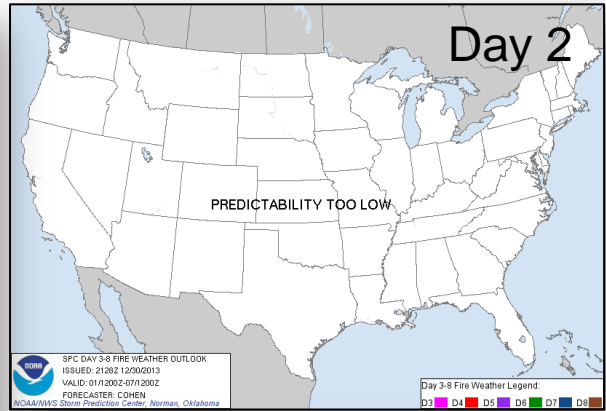 Day 2
PREDICTABILITY TOO LOW
NOAA
SPC DAY 3-8 FIRE WEATHER OUTLOOK
ISSUED: 2128Z 12/30/2013
VALID: 01/1200Z-07/1200Z
FORECASTER: COHEN
NOAA/NWS Storm Prediction Center, Norman, Oklahoma
Day 3-8 Fire Weather Legend:
D3 D4 D5 D6 D7 D8